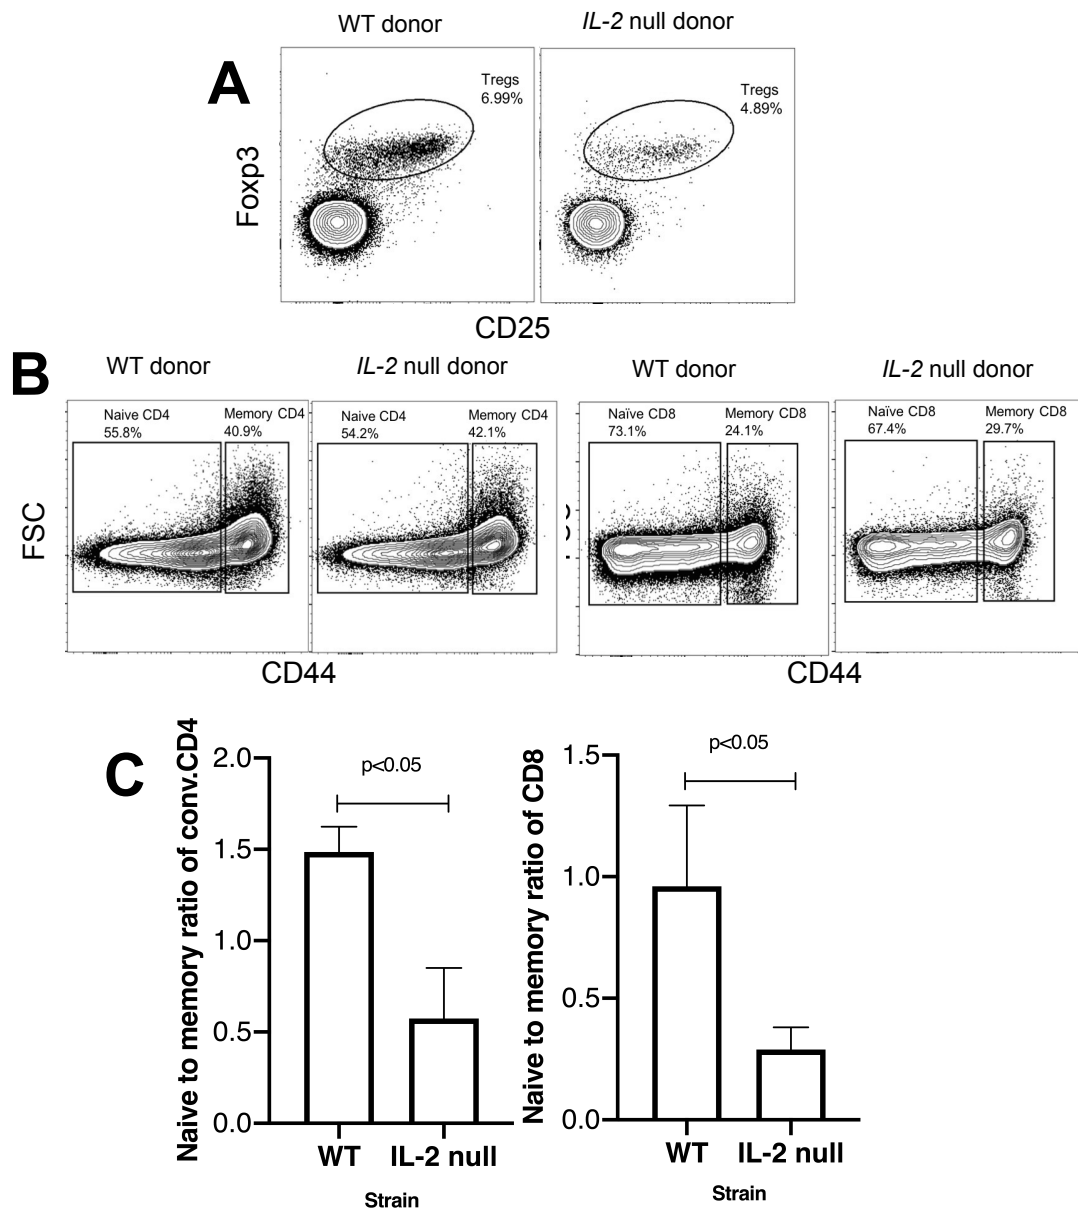 WT donor
IL-2 null donor
A
Tregs
6.99%
Tregs
4.89%
Foxp3
CD25
B
WT donor
IL-2 null donor
WT donor
IL-2 null donor
Naive CD4
55.8%
Memory CD4
40.9%
Naive CD4
54.2%
Memory CD4
42.1%
Naïve CD8
73.1%
Memory CD8
24.1%
Naïve CD8
67.4%
Memory CD8
29.7%
FSC
CD44
CD44
C
Naive to memory ratio of conv.CD4
2.0
1.5
1.0
0.5
0.0
p<0.05
WT
IL-2 null
Strain
Naive to memory ratio of CD8
1.5
1.0
0.5
0.0
p<0.05
WT
IL-2 null
Strain